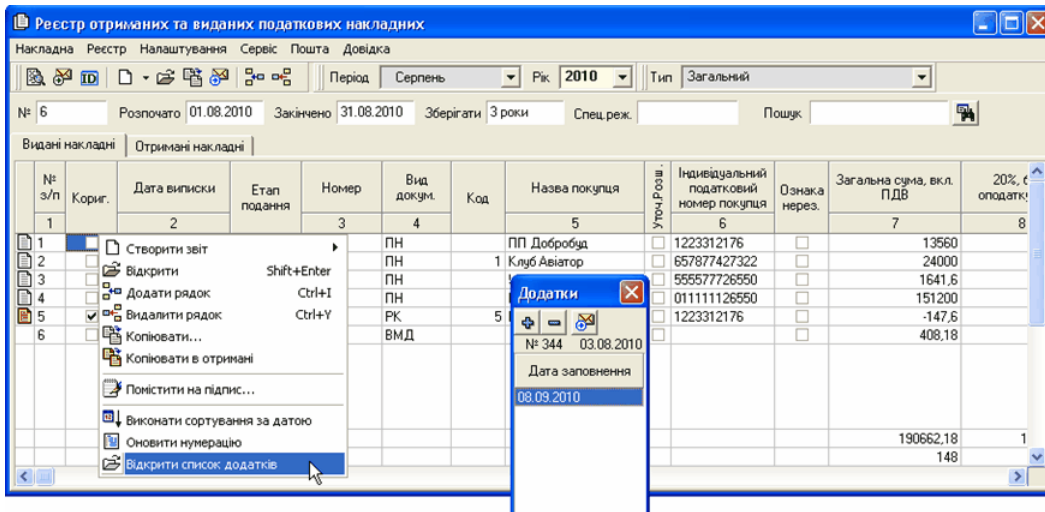 Реєстр отриманих та виданих податкових накладних
Накладна Реєстр Налаштування Сервіс Пошта Довідка
ID Період Серпень Рік 2010 Тип Загальний
№ 6 Розпочато 01.08.2010 Закінчено 31.08.2010 Зберігати 3 роки Спец.реж. Пошук
Видані накладні Отримані накладні
№ з/п Кориг. Дата виписки Етап подання Номер Вид докум. Код Назва покупця Уточ.Розш. Індивідуальний податковий номер покупця Ознака нерез. Загальна сума, вкл. ПДВ 20%,
1 2 3 4 5 6 7 8
1 ПН ПП Добробуд 1223312176 13560
2 ПН 1 Клуб Авіатор 657877427322 24000
3 ПН 555577726550 1641,6
4 ПН 011111126550 151200
5 РК 5 1223312176 -147,6
6 ВМД 408,18
190662,18 1
148
Створити звіт
Відкрити Shift+Enter
Додати рядок Ctrl+I
Видалити рядок Ctrl+Y
Копіювати...
Копіювати в отримані
Помістити на підпис...
Виконати сортування за датою
Оновити нумерацію
Відкрити список додатків
Додатки
№ 344 03.08.2010
Дата заповнення
08.09.2010